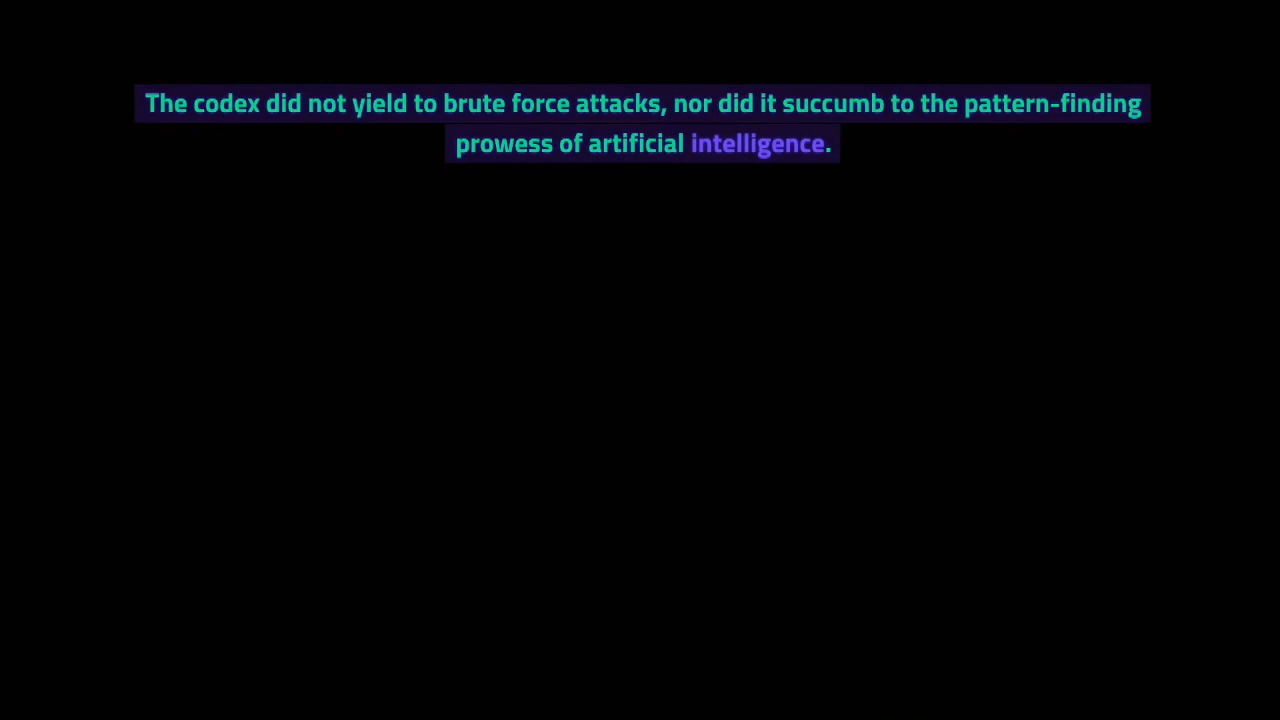 The codex did not yield to brute force attacks, nor did it succumb to the pattern-finding
prowess of artificial intelligence.